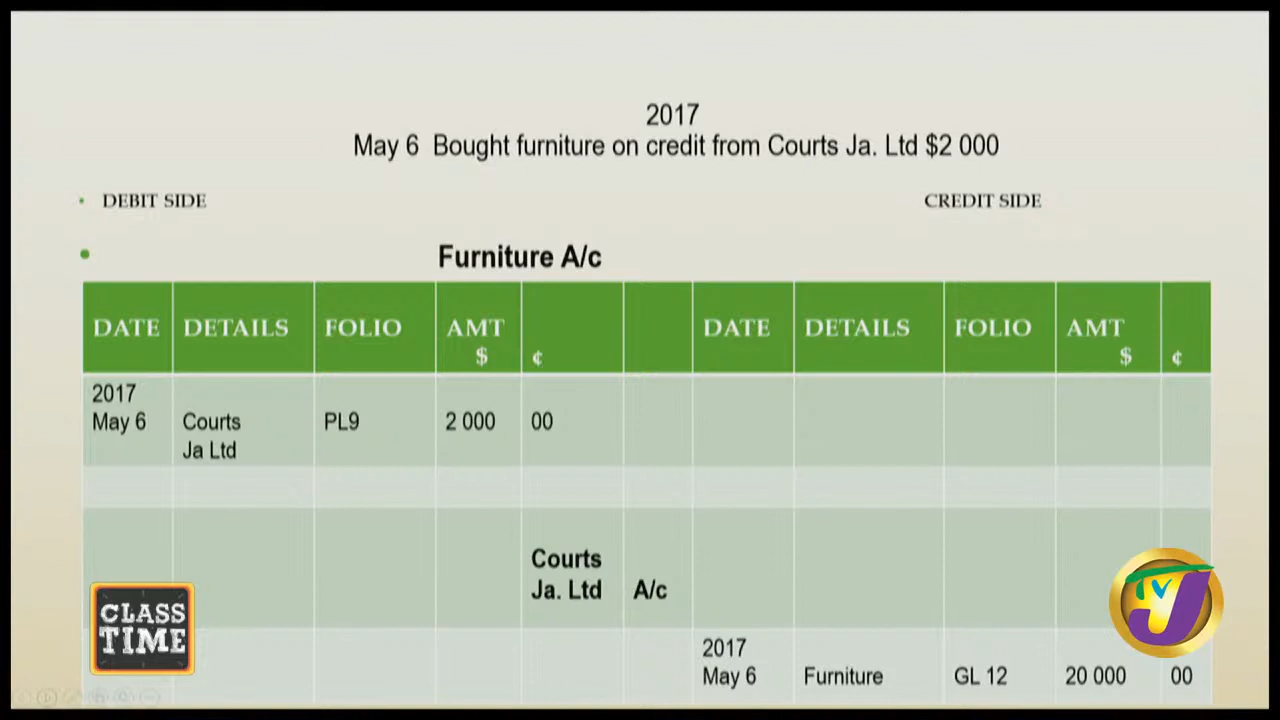 2017
May 6 Bought furniture on credit from Courts Ja. Ltd $2 000
• DEBIT SIDE CREDIT SIDE
• Furniture A/c
DATE DETAILS FOLIO AMT $ ¢ DATE DETAILS FOLIO AMT $ ¢
2017
May 6 Courts PL9 2 000 00
Ja Ltd
Courts
Ja. Ltd A/c
2017
May 6 Furniture GL 12 20 000 00
CLASS
TIME
TVJ